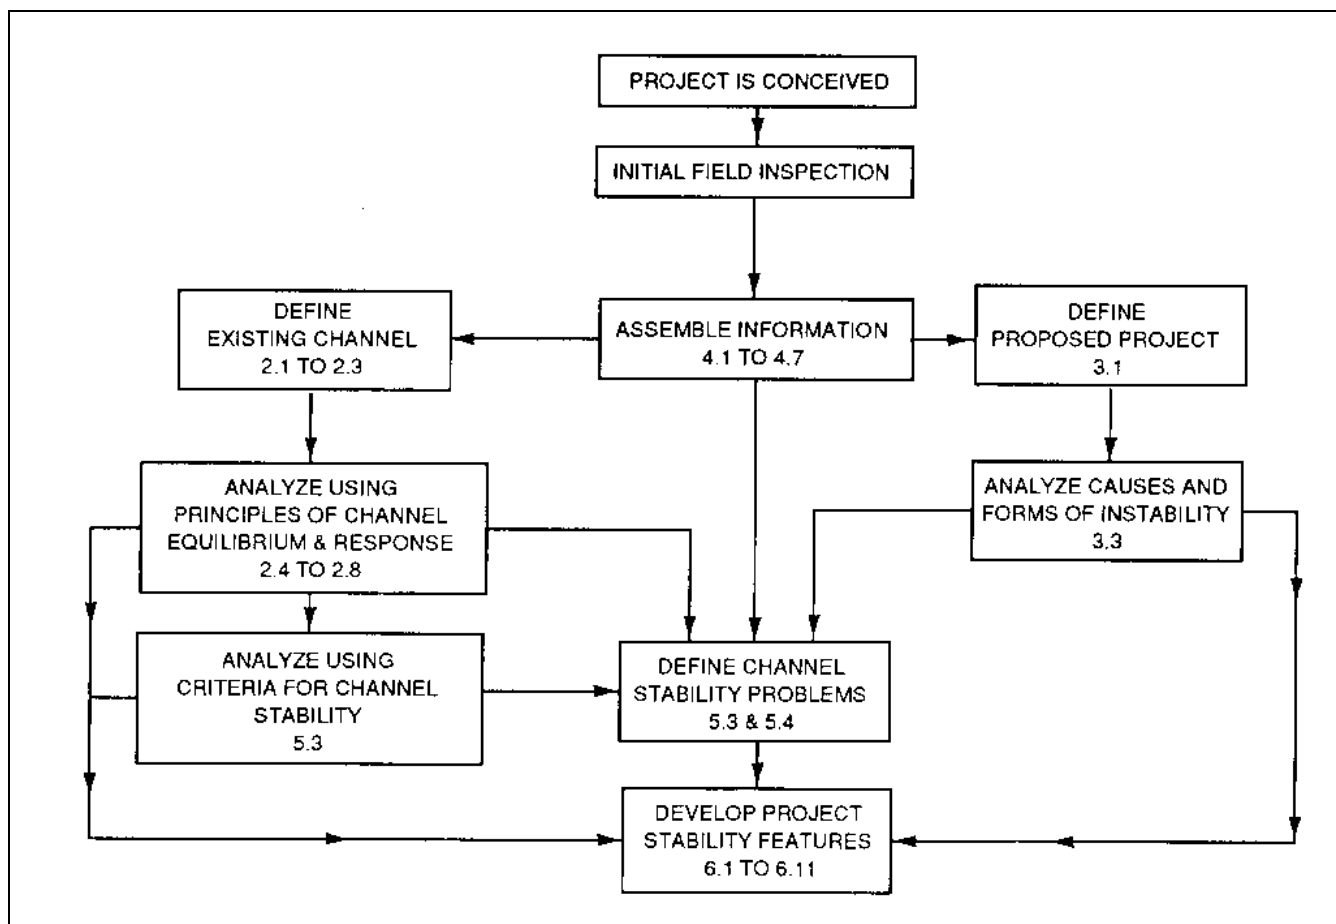 PROJECT IS CONCEIVED
INITIAL FIELD INSPECTION
DEFINE
EXISTING CHANNEL
2.1 TO 2.3
ASSEMBLE INFORMATION
4.1 TO 4.7
DEFINE
PROPOSED PROJECT
3.1
ANALYZE USING
PRINCIPLES OF CHANNEL
EQUILIBRIUM & RESPONSE
2.4 TO 2.8
ANALYZE CAUSES AND
FORMS OF INSTABILITY
3.3
ANALYZE USING
CRITERIA FOR CHANNEL
STABILITY
5.3
DEFINE CHANNEL
STABILITY PROBLEMS
5.3 & 5.4
DEVELOP PROJECT
STABILITY FEATURES
6.1 TO 6.11